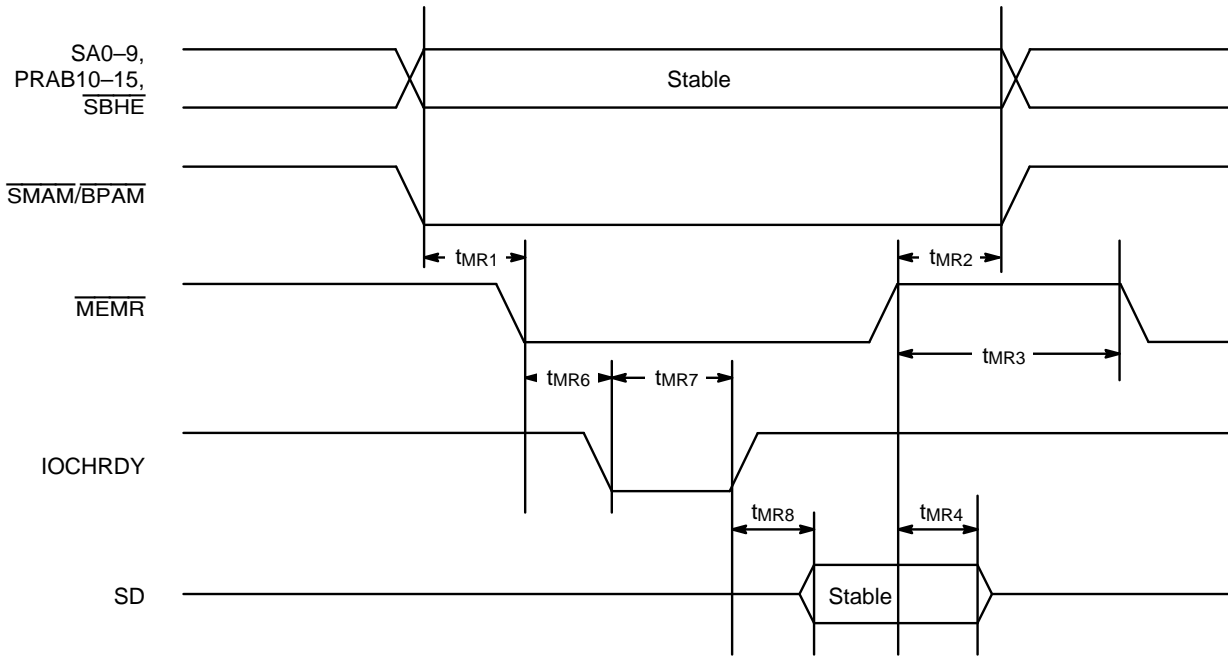 SA0–9,
PRAB10–15,
SBHE
Stable
SMAM/BPAM
tMR1
tMR2
MEMR
tMR3
tMR6
tMR7
IOCHRDY
tMR8
tMR4
SD
Stable